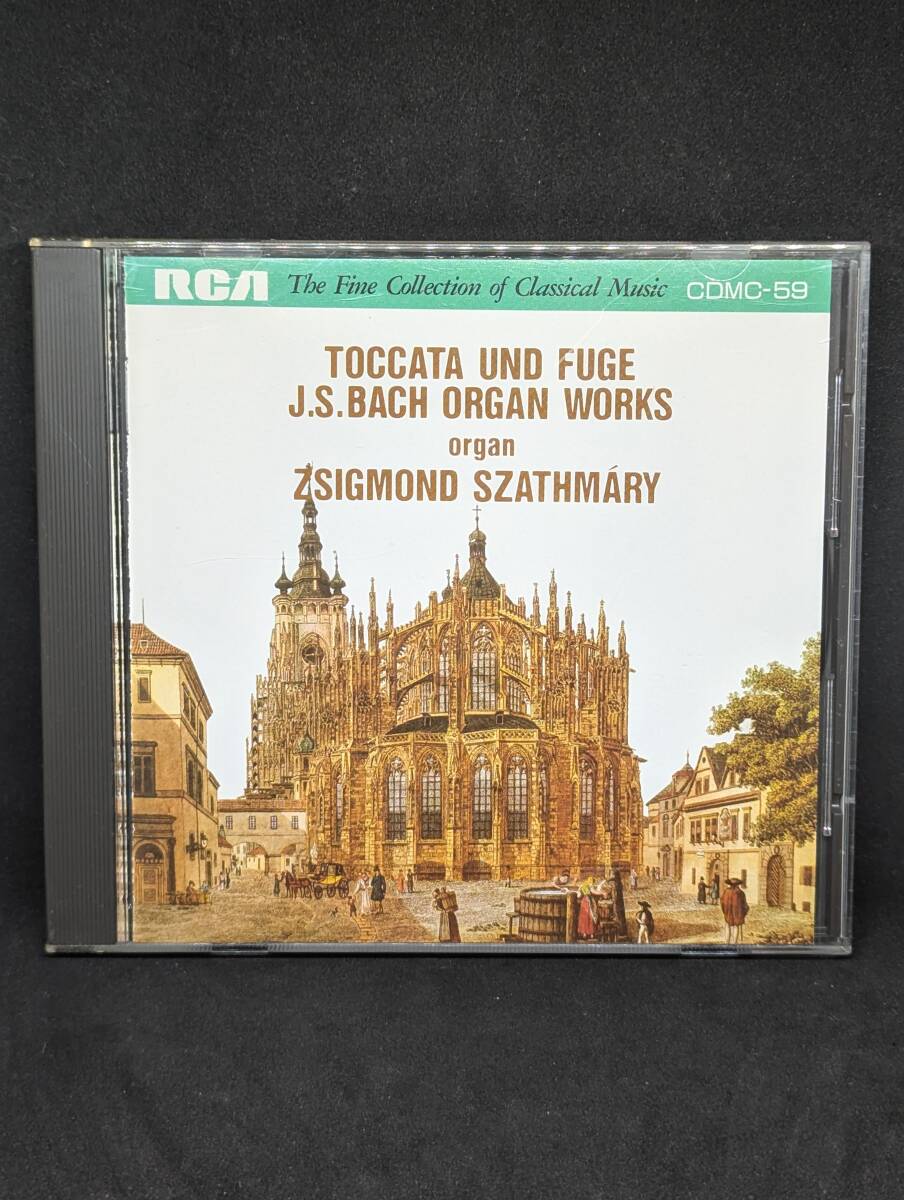 RCA The Fine Collection of Classical Music CDMC-59
TOCCATA UND FUGE
J.S.BACH ORGAN WORKS
organ
ZSIGMOND SZATHMÁRY